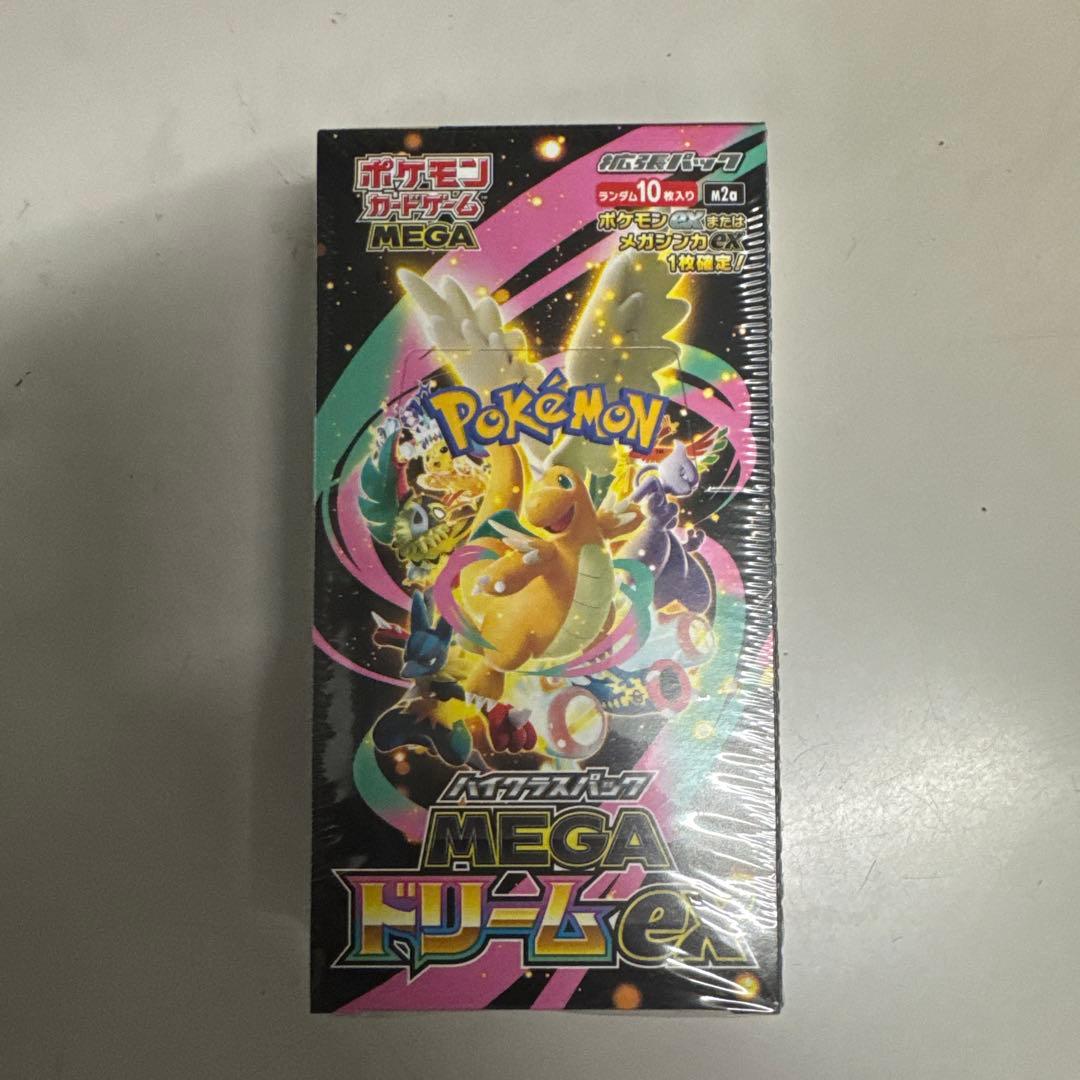 ポケモン
カードゲーム
MEGA
拡張パック
ランダム10枚入り M2a
ポケモンexまたは
メガシンカex
1枚確定!
POKéMON
ハイクラスパック
MEGA
ドリームex